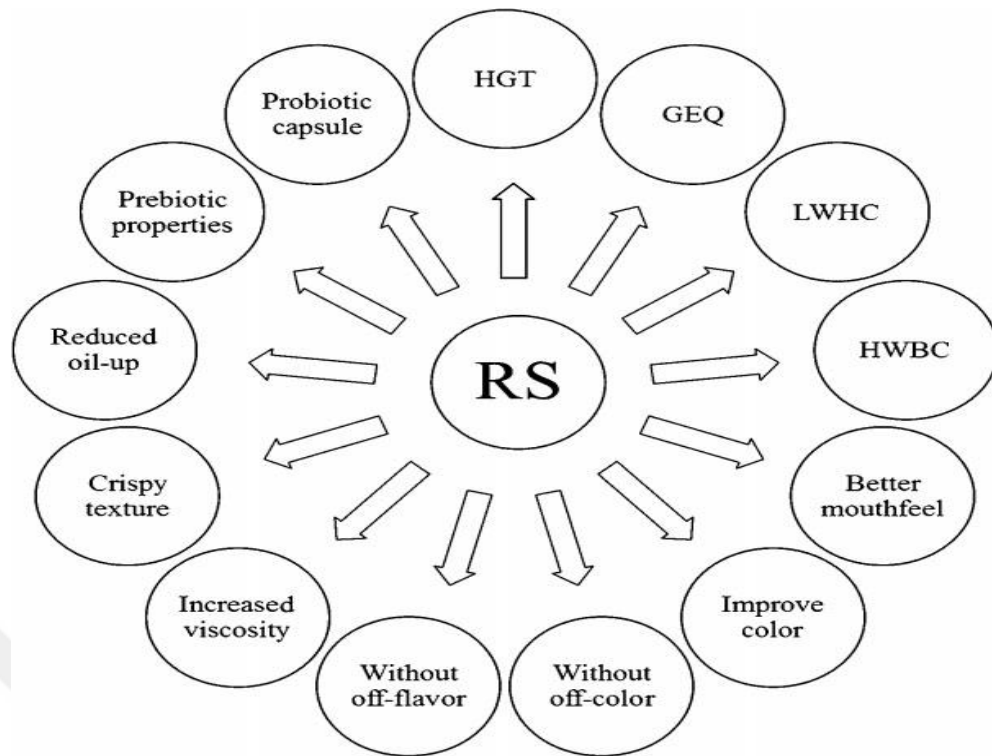 HGT
GEQ
LWHC
HWBC
Better
mouthfeel
Improve
color
Without
off-color
Without
off-flavor
Increased
viscosity
Crispy
texture
Reduced
oil-up
Prebiotic
properties
Probiotic
capsule
RS